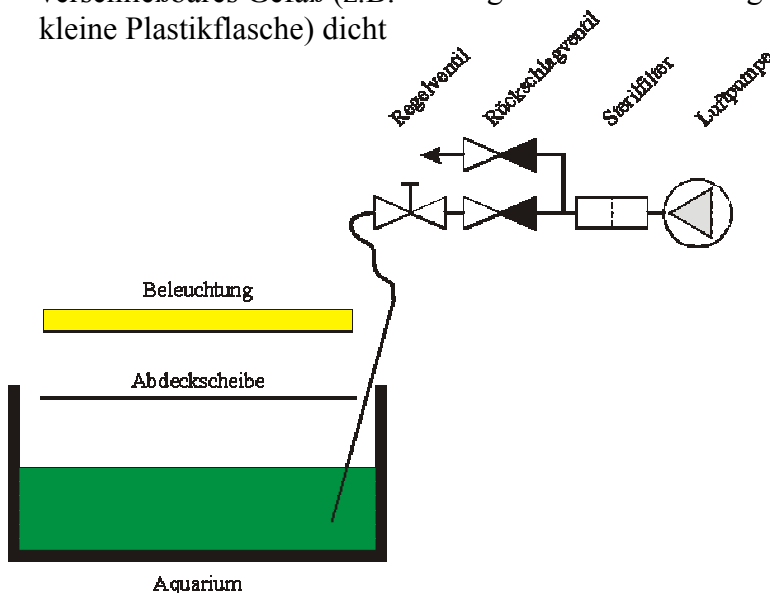 kleine Plastikflasche) dicht
Regelventil
Rückschlagventil
Sterilfilter
Luftpumpe
Beleuchtung
Abdeckscheibe
Aquarium